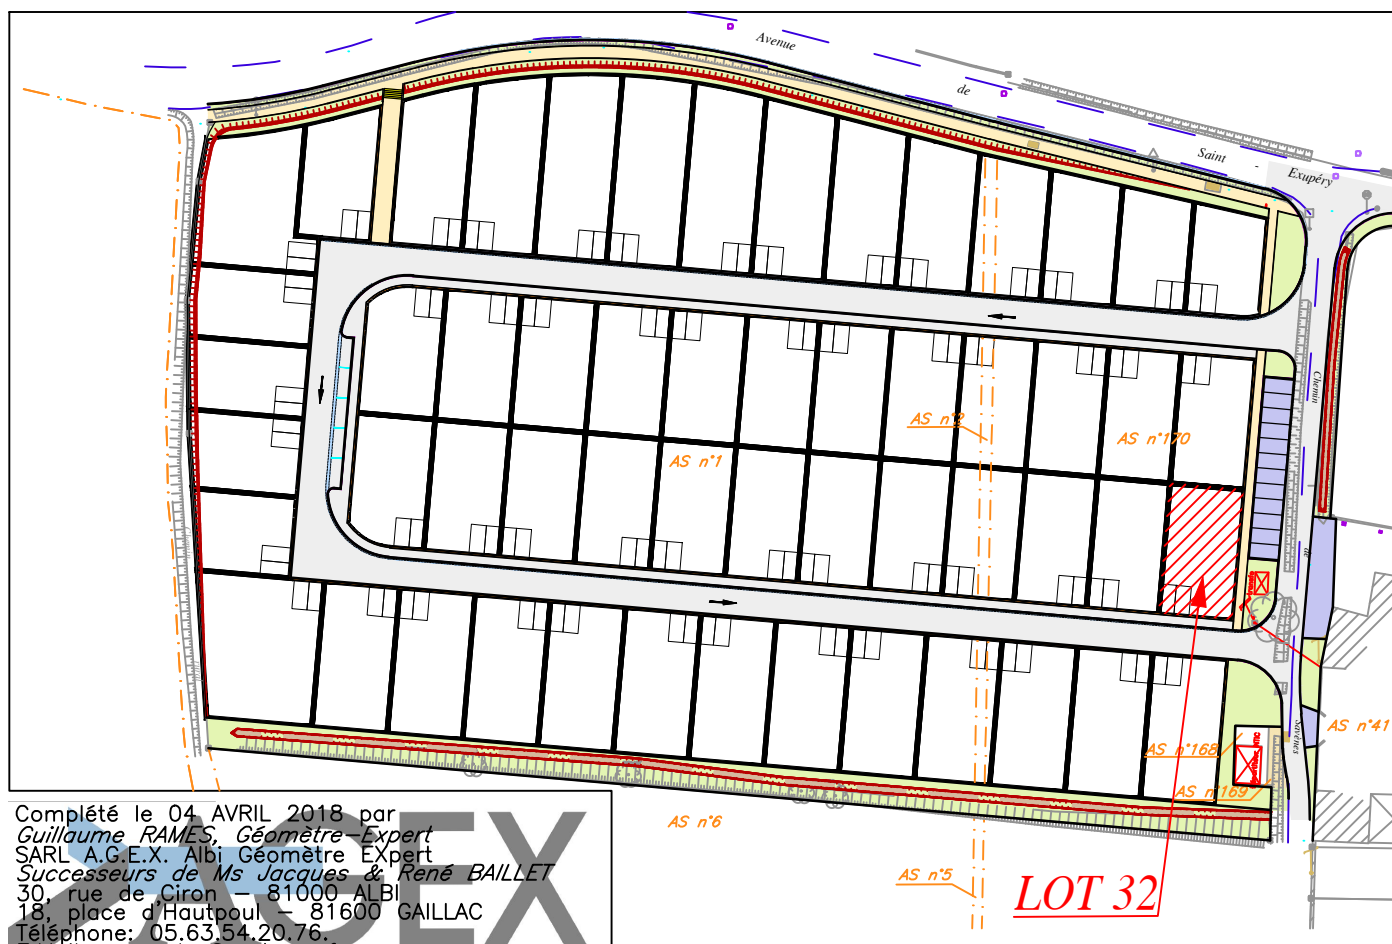 Avenue
de
Saint
-
Exupéry
Chemin
de
Savènes
AS n°2
AS n°170
AS n°1
AS n°168
AS n°169
AS n°41
AS n°6
AS n°5
LOT 32
Complété le 04 AVRIL 2018 par
Guillaume RAMES, Géomètre-Expert
SARL A.G.E.X. Albi Géomètre EXpert
Successeurs de Ms Jacques & René BAILLET
30, rue de Ciron - 81000 ALBI
18, place d'Hautpoul - 81600 GAILLAC
Téléphone: 05.63.54.20.76.
AGEX